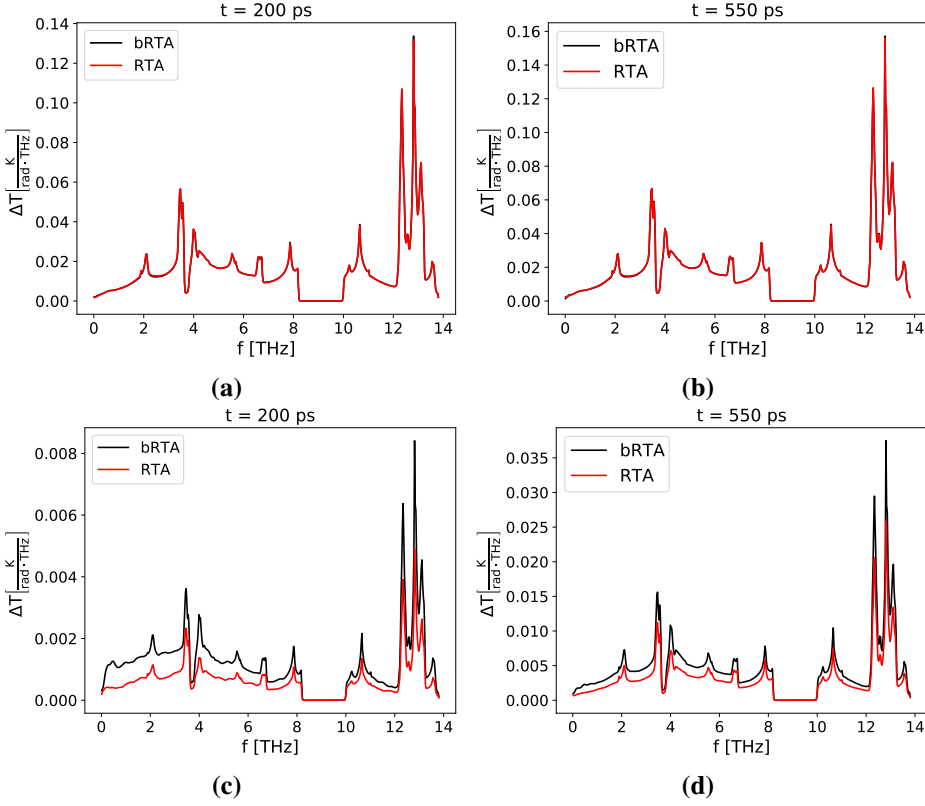 t = 200 ps
bRTA
RTA
ΔT[K/rad · THz]
0.14
0.12
0.10
0.08
0.06
0.04
0.02
0.00
0 2 4 6 8 10 12 14
f [THz]
(a)
t = 550 ps
bRTA
RTA
ΔT[K/rad · THz]
0.16
0.14
0.12
0.10
0.08
0.06
0.04
0.02
0.00
0 2 4 6 8 10 12 14
f [THz]
(b)
t = 200 ps
bRTA
RTA
ΔT[K/rad · THz]
0.008
0.006
0.004
0.002
0.000
0 2 4 6 8 10 12 14
f [THz]
(c)
t = 550 ps
bRTA
RTA
ΔT[K/rad · THz]
0.035
0.030
0.025
0.020
0.015
0.010
0.005
0.000
0 2 4 6 8 10 12 14
f [THz]
(d)